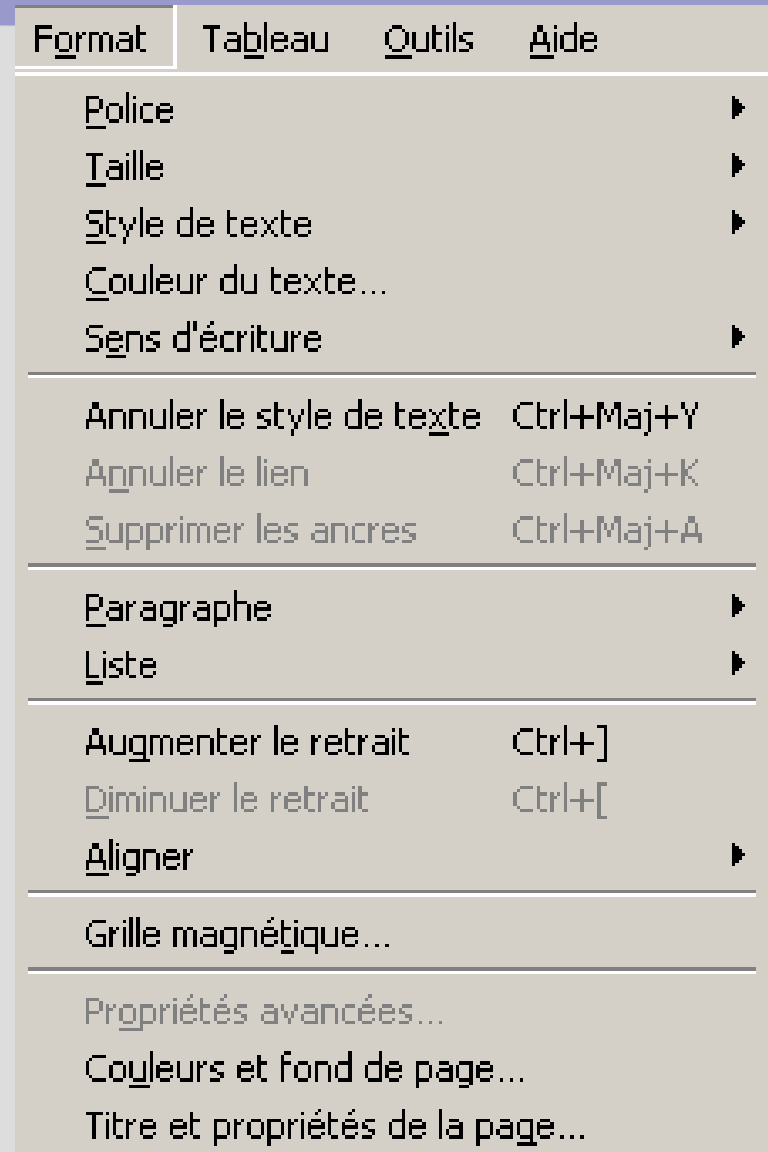 Format Tableau Outils Aide
Police
Taille
Style de texte
Couleur du texte...
Sens d'écriture
Annuler le style de texte Ctrl+Maj+Y
Annuler le lien Ctrl+Maj+K
Supprimer les ancres Ctrl+Maj+A
Paragraphe
Liste
Augmenter le retrait Ctrl+]
Diminuer le retrait Ctrl+[
Aligner
Grille magnétique...
Propriétés avancées...
Couleurs et fond de page...
Titre et propriétés de la page...